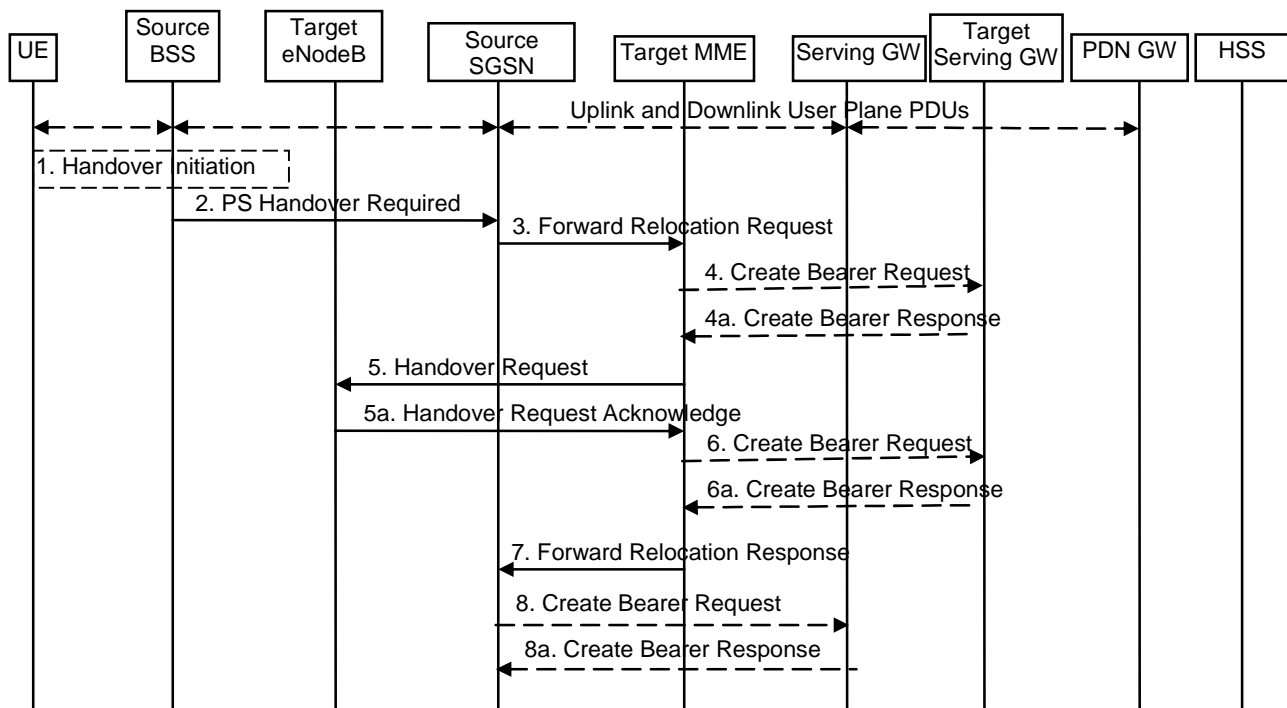 UE
Source
BSS
Target
eNodeB
Source
SGSN
Target MME
Serving GW
Target
Serving GW
PDN GW
HSS
Uplink and Downlink User Plane PDUs
1. Handover Initiation
2. PS Handover Required
3. Forward Relocation Request
4. Create Bearer Request
4a. Create Bearer Response
5. Handover Request
5a. Handover Request Acknowledge
6. Create Bearer Request
6a. Create Bearer Response
7. Forward Relocation Response
8. Create Bearer Request
8a. Create Bearer Response